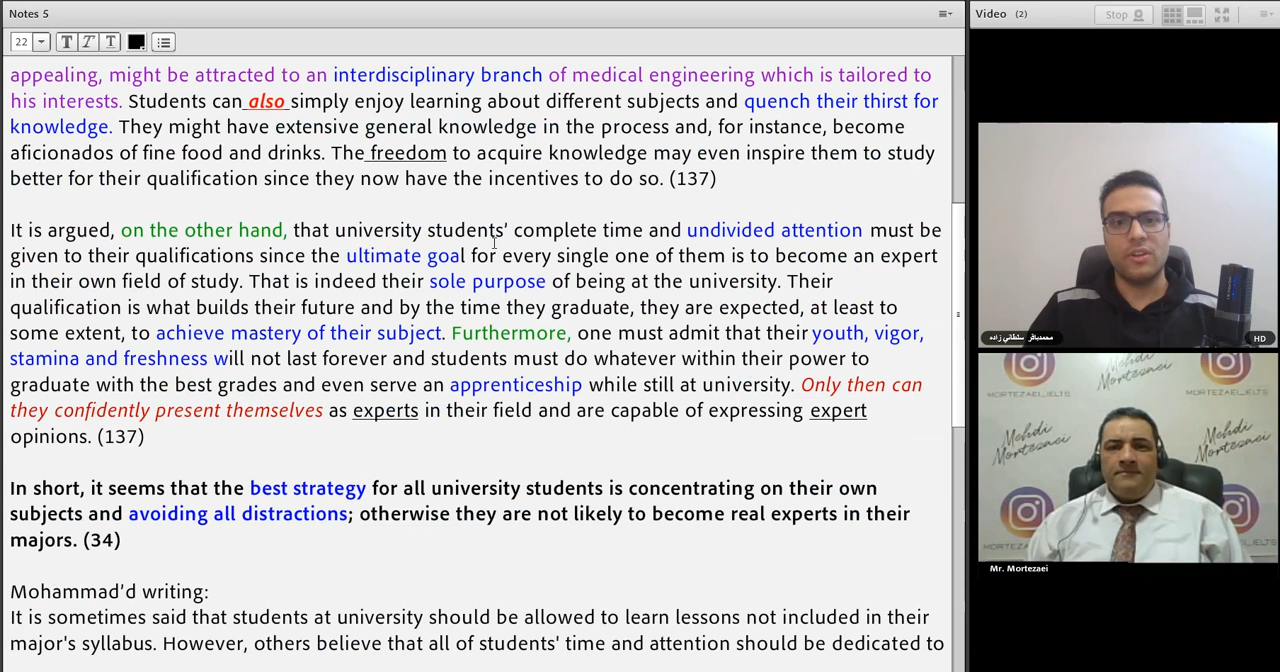 Notes 5
Video (2)
Stop
22
T T T
appealing, might be attracted to an interdisciplinary branch of medical engineering which is tailored to
his interests. Students can also simply enjoy learning about different subjects and quench their thirst for
knowledge. They might have extensive general knowledge in the process and, for instance, become
aficionados of fine food and drinks. The freedom to acquire knowledge may even inspire them to study
better for their qualification since they now have the incentives to do so. (137)
It is argued, on the other hand, that university students' complete time and undivided attention must be
given to their qualifications since the ultimate goal for every single one of them is to become an expert
in their own field of study. That is indeed their sole purpose of being at the university. Their
qualification is what builds their future and by the time they graduate, they are expected, at least to
some extent, to achieve mastery of their subject. Furthermore, one must admit that their youth, vigor,
stamina and freshness will not last forever and students must do whatever within their power to
graduate with the best grades and even serve an apprenticeship while still at university. Only then can
they confidently present themselves as experts in their field and are capable of expressing expert
opinions. (137)
In short, it seems that the best strategy for all university students is concentrating on their own
subjects and avoiding all distractions; otherwise they are not likely to become real experts in their
majors. (34)
Mohammad'd writing:
It is sometimes said that students at university should be allowed to learn lessons not included in their
major's syllabus. However, others believe that all of students' time and attention should be dedicated to
محمدباقر سلطاني زاده
HD
MORTEZAEI_IELTS
Mehdi
Mortezaei
Mehdi
Mortezaei
Mr. Mortezaei